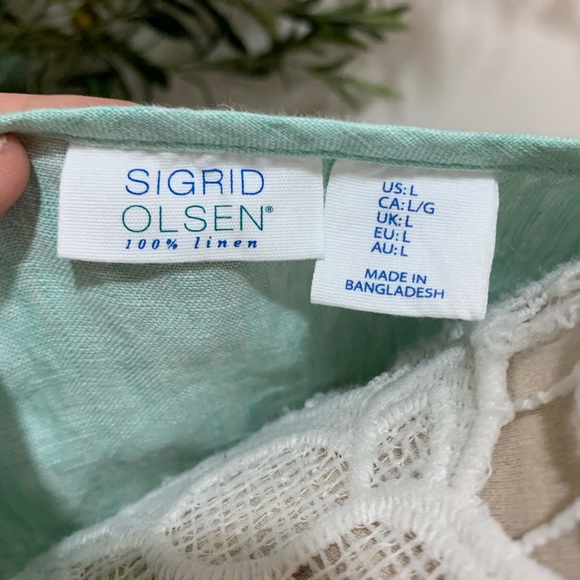 SIGRID
OLSEN®
100% linen
US: L
CA: L/G
UK: L
EU: L
AU: L
MADE IN
BANGLADESH